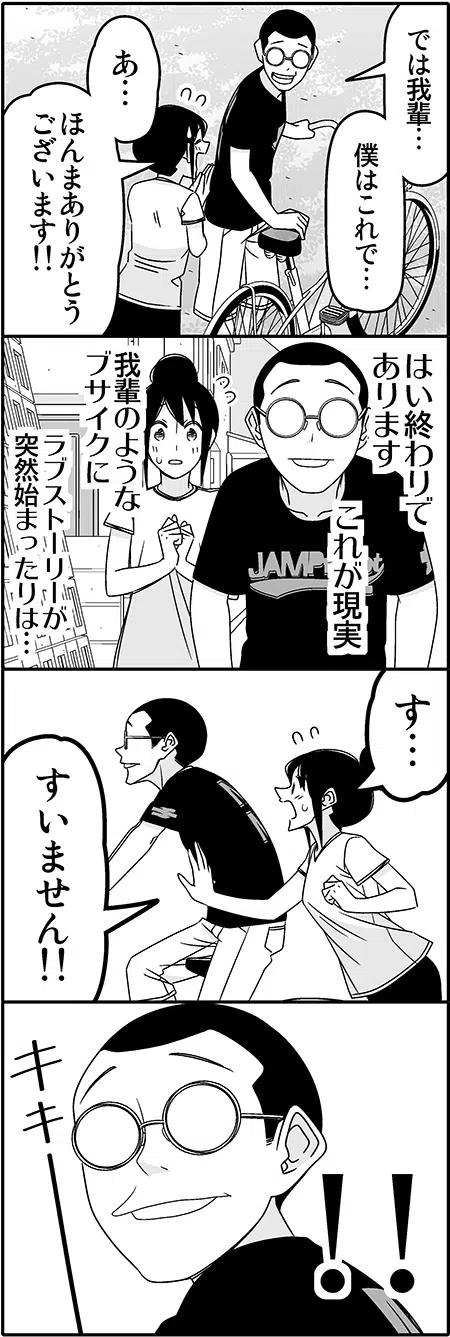 では我輩…
僕はこれで…
あ…
ほんまありがとう
ございます!!
はい終わりで
あります
これが現実
我輩のような
ブサイクに
ラブストーリーが
突然始まったりは…
JAMP
す…
すいません!!
キキー
!!